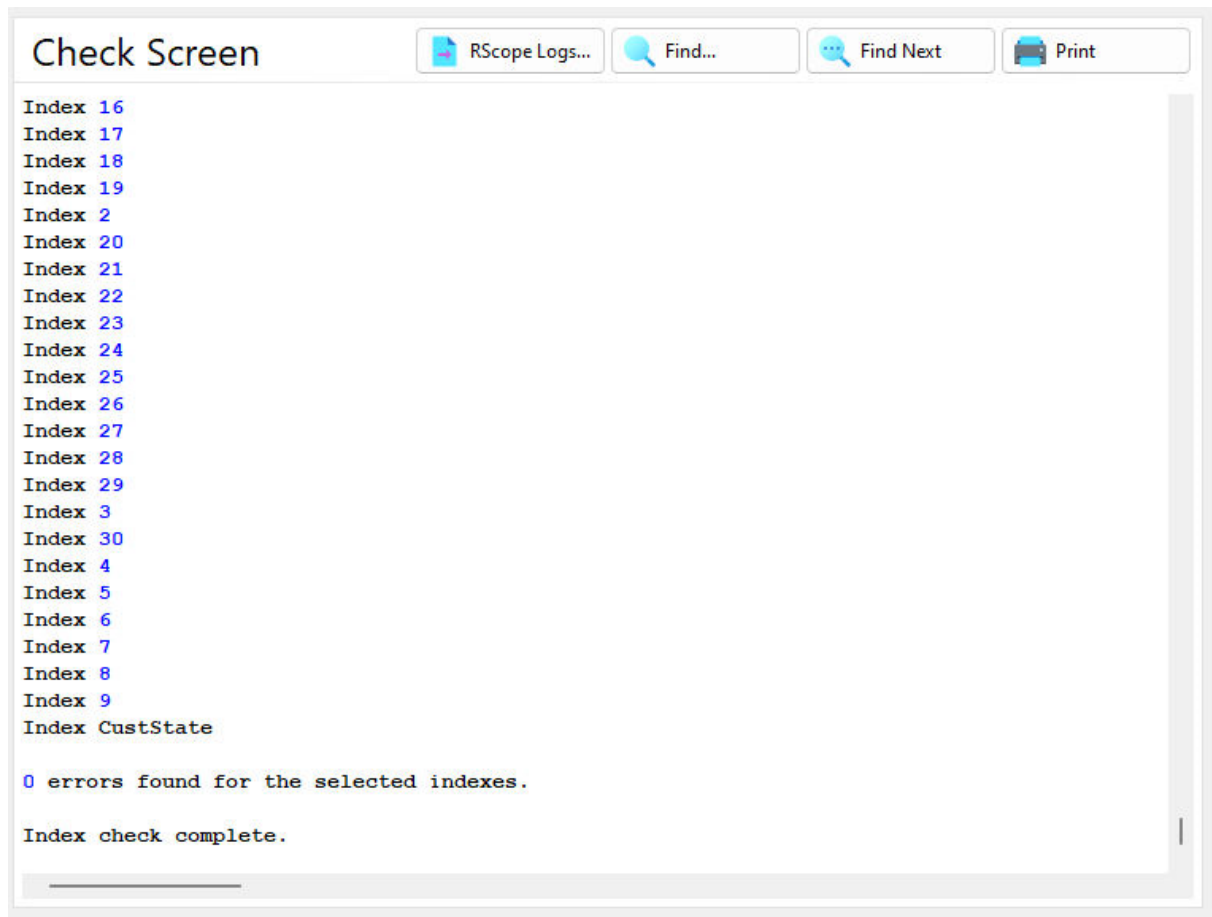 Check Screen
RScope Logs...
Find...
Find Next
Print
Index 16
Index 17
Index 18
Index 19
Index 2
Index 20
Index 21
Index 22
Index 23
Index 24
Index 25
Index 26
Index 27
Index 28
Index 29
Index 3
Index 30
Index 4
Index 5
Index 6
Index 7
Index 8
Index 9
Index CustState
0 errors found for the selected indexes.
Index check complete.